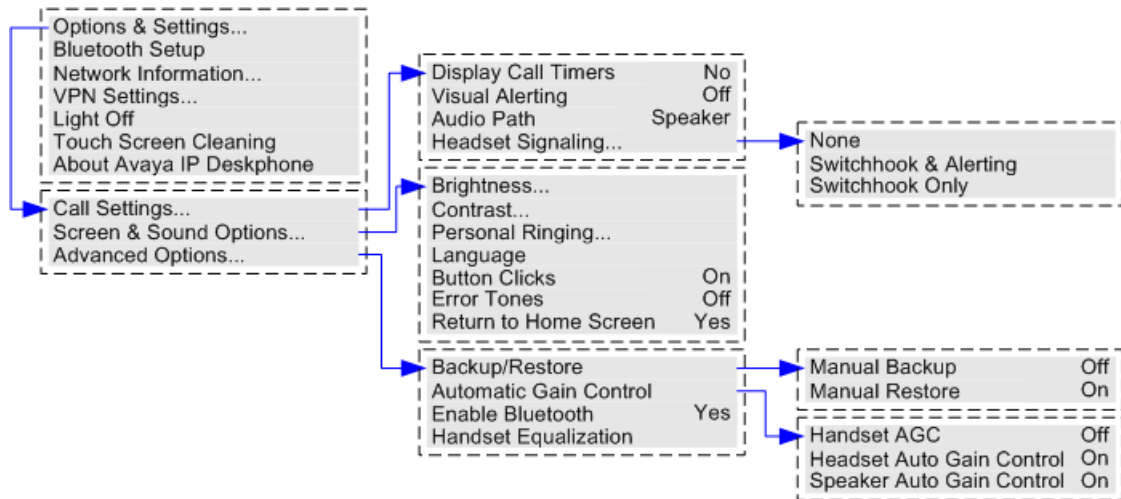 Options & Settings...
Bluetooth Setup
Network Information...
VPN Settings...
Light Off
Touch Screen Cleaning
About Avaya IP Deskphone
Call Settings...
Screen & Sound Options...
Advanced Options...
Display Call Timers No
Visual Alerting Off
Audio Path Speaker
Headset Signaling...
None
Switchhook & Alerting
Switchhook Only
Brightness...
Contrast...
Personal Ringing...
Language
Button Clicks On
Error Tones Off
Return to Home Screen Yes
Backup/Restore
Automatic Gain Control
Enable Bluetooth Yes
Handset Equalization
Manual Backup Off
Manual Restore On
Handset AGC Off
Headset Auto Gain Control On
Speaker Auto Gain Control On